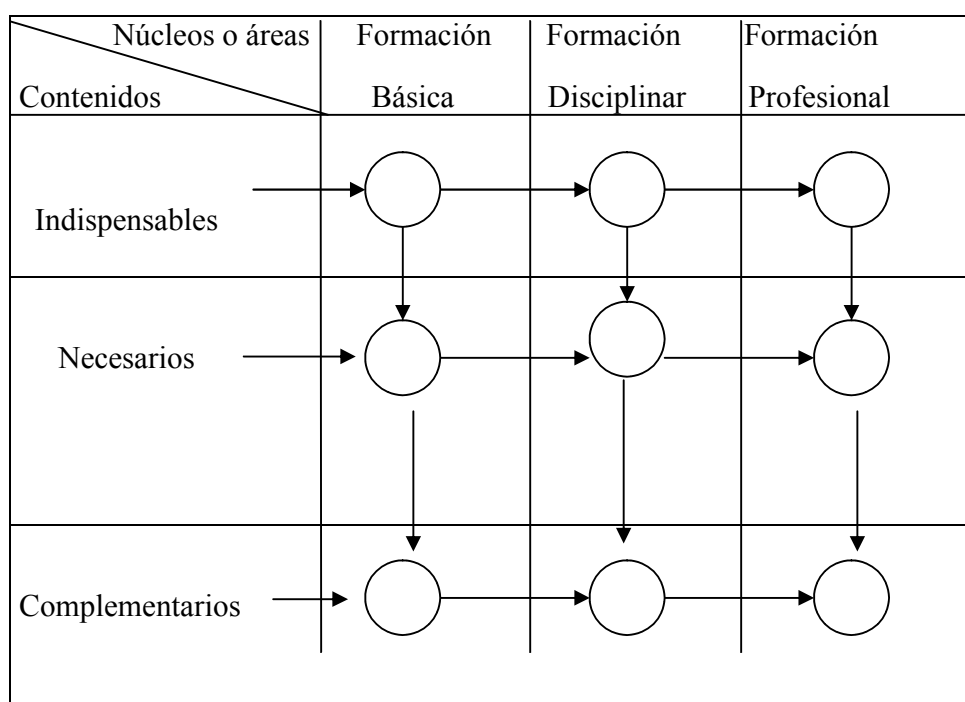 Núcleos o áreas
Contenidos
Formación
Básica
Formación
Disciplinar
Formación
Profesional
Indispensables
Necesarios
Complementarios